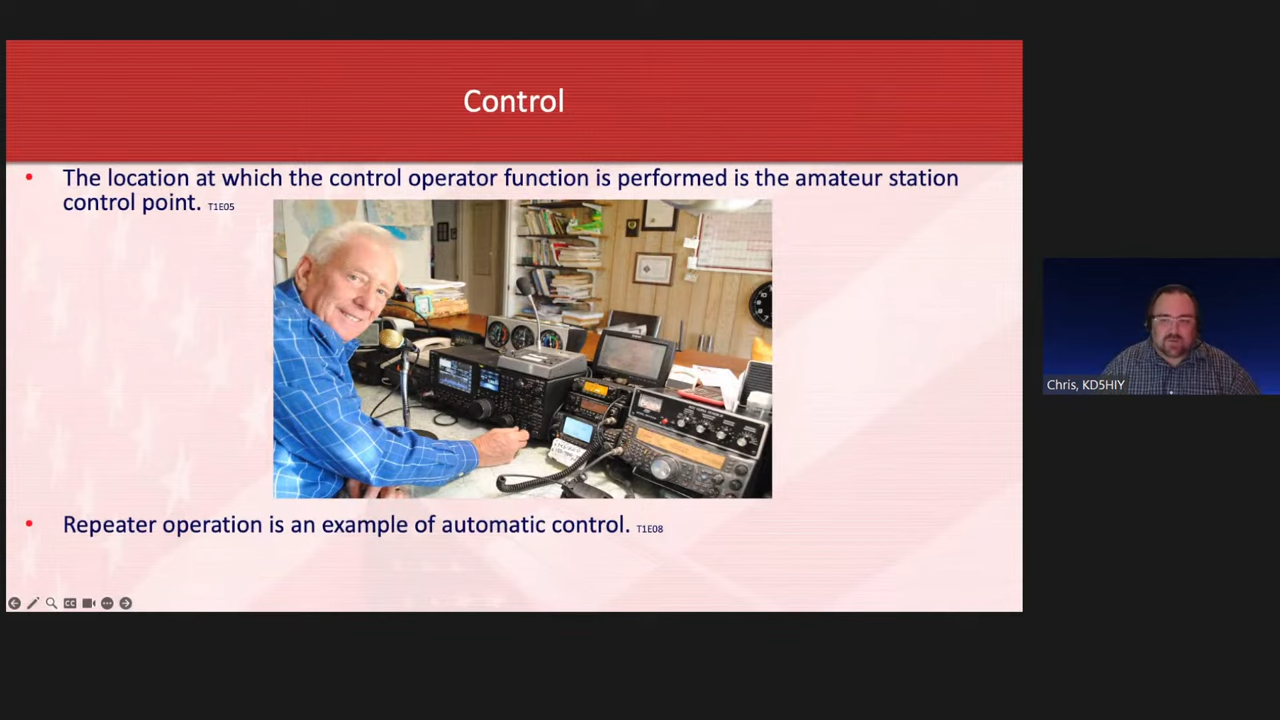 Control
• The location at which the control operator function is performed is the amateur station
control point. T1E05
• Repeater operation is an example of automatic control. T1E08
CC
Chris, KD5HIY